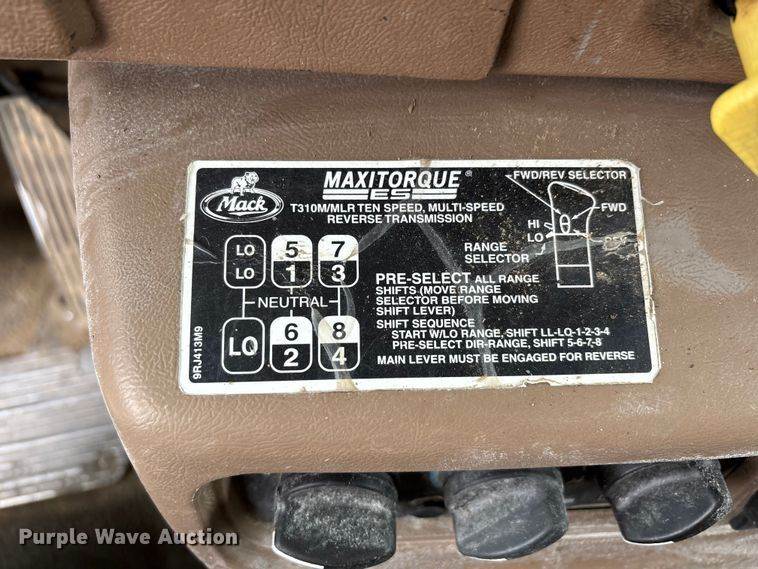 MAXITORQUE®
ES
Mack
T310M/MLR TEN SPEED, MULTI-SPEED
REVERSE TRANSMISSION
FWD/REV SELECTOR
FWD
HI
LO
REV
RANGE
SELECTOR
LO
LO
5
1
7
3
NEUTRAL
LO
6
2
8
4
PRE-SELECT ALL RANGE
SHIFTS (MOVE RANGE
SELECTOR BEFORE MOVING
SHIFT LEVER)
SHIFT SEQUENCE
START W/LO RANGE, SHIFT LL-LO-1-2-3-4
PRE-SELECT DIR-RANGE, SHIFT 5-6-7-8
MAIN LEVER MUST BE ENGAGED FOR REVERSE
9RJ413M9
Purple Wave Auction